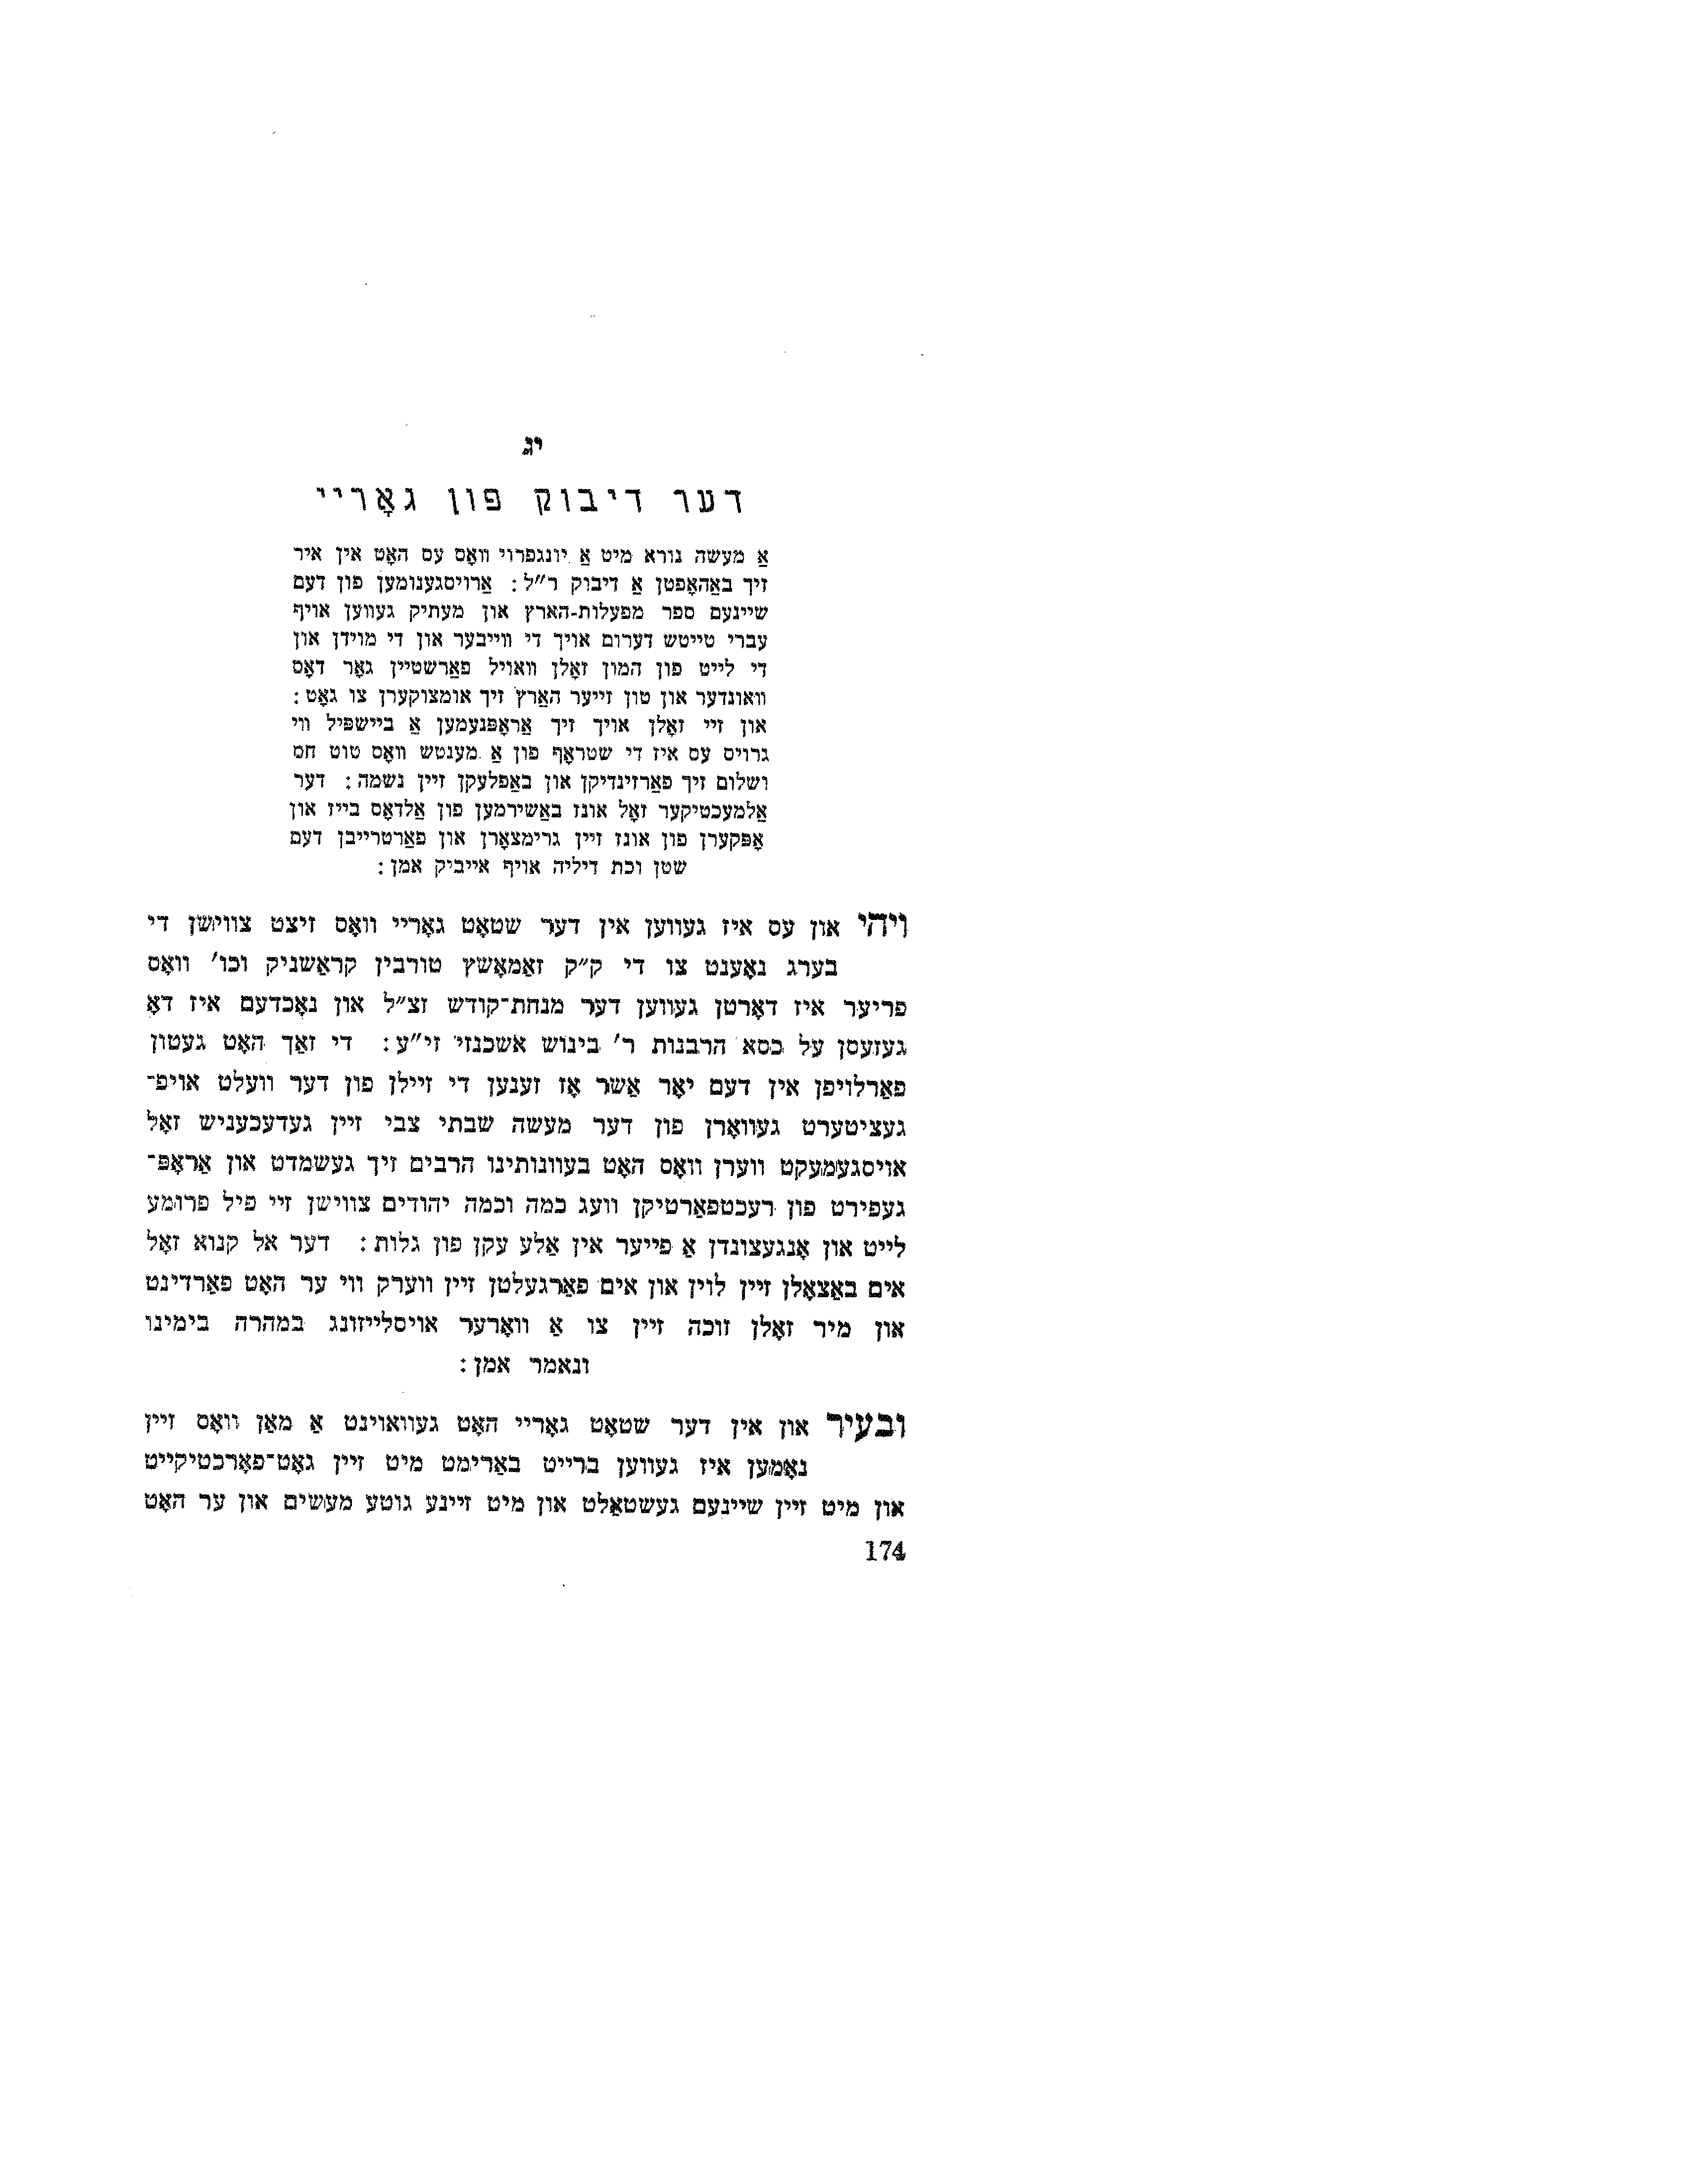 יג
דער דיבוק פון גאָריי
אַ מעשה נורא מיט אַ יונגפרוי וואָס עס האָט אין איר
זיך באַהאָפטן אַ דיבוק ר״ל: אַרויסגענומען פון דעם
שיינעם ספר מפעלות-הארץ און מעתיק געווען אויף
עברי טייטש דערום אויך די ווייבער און די מוידן און
די לייט פון המון זאָלן וואויל פאַרשטיין גאָר דאָס
וואונדער און טון זייער האַרץ זיך אומצוקערן צו גאָט:
און זיי זאָלן אויך זיך אַראָפּנעמען אַ ביישפּיל ווי
גרויס עס איז די שטראָף פון אַ מענטש וואָס טוט חס
ושלום זיך פאַרזינדיקן און באַפלעקן זיין נשמה: דער
אַלמעכטיקער זאָל אונז באַשירמען פון אַלדאָס בייז און
אָפּקערן פון אונז זיין גרימצאָרן און פאַרטרייבן דעם
שטן וכת דיליה אויף אייביק אמן:
ויהי און עס איז געווען אין דער שטאָט גאָריי וואָס זיצט צווישן די
בערג נאָענט צו די ק״ק זאַמאָשץ טורבין קראַשניק וכו׳ וואָס
פריער איז דאָרטן געווען דער מנחת־קודש זצ״ל און נאָכדעם איז דאָ
געזעסן על כסא הרבנות ר׳ בינוש אשכנזי זי״ע: די זאַך האָט געטון
פאַרלויפן אין דעם יאָר אַשר אָז זענען די זיילן פון דער וועלט אויפ־
געציטערט געוואָרן פון דער מעשה שבתי צבי זיין געדעכעניש זאָל
אויסגעמעקט ווערן וואָס האָט בעוונותינו הרבים זיך געשמדט און אַראָפּ־
געפירט פון רעכטפאַרטיקן וועג כמה וכמה יהודים צווישן זיי פיל פרומע
לייט און אָנגעצונדן אַ פייער אין אַלע עקן פון גלות: דער אל קנוא זאָל
אים באַצאָלן זיין לוין און אים פאַרגעלטן זיין ווערק ווי ער האָט פאַרדינט
און מיר זאָלן זוכה זיין צו אַ וואָרער אויסלייזונג במהרה בימינו
ונאמר אמן:
ובעיר און אין דער שטאָט גאָריי האָט געוואוינט אַ מאַן וואָס זיין
נאָמען איז געווען ברייט באַרימט מיט זיין גאָט־פאָרכטיקייט
און מיט זיין שיינעם געשטאַלט און מיט זיינע גוטע מעשים און ער האָט
174